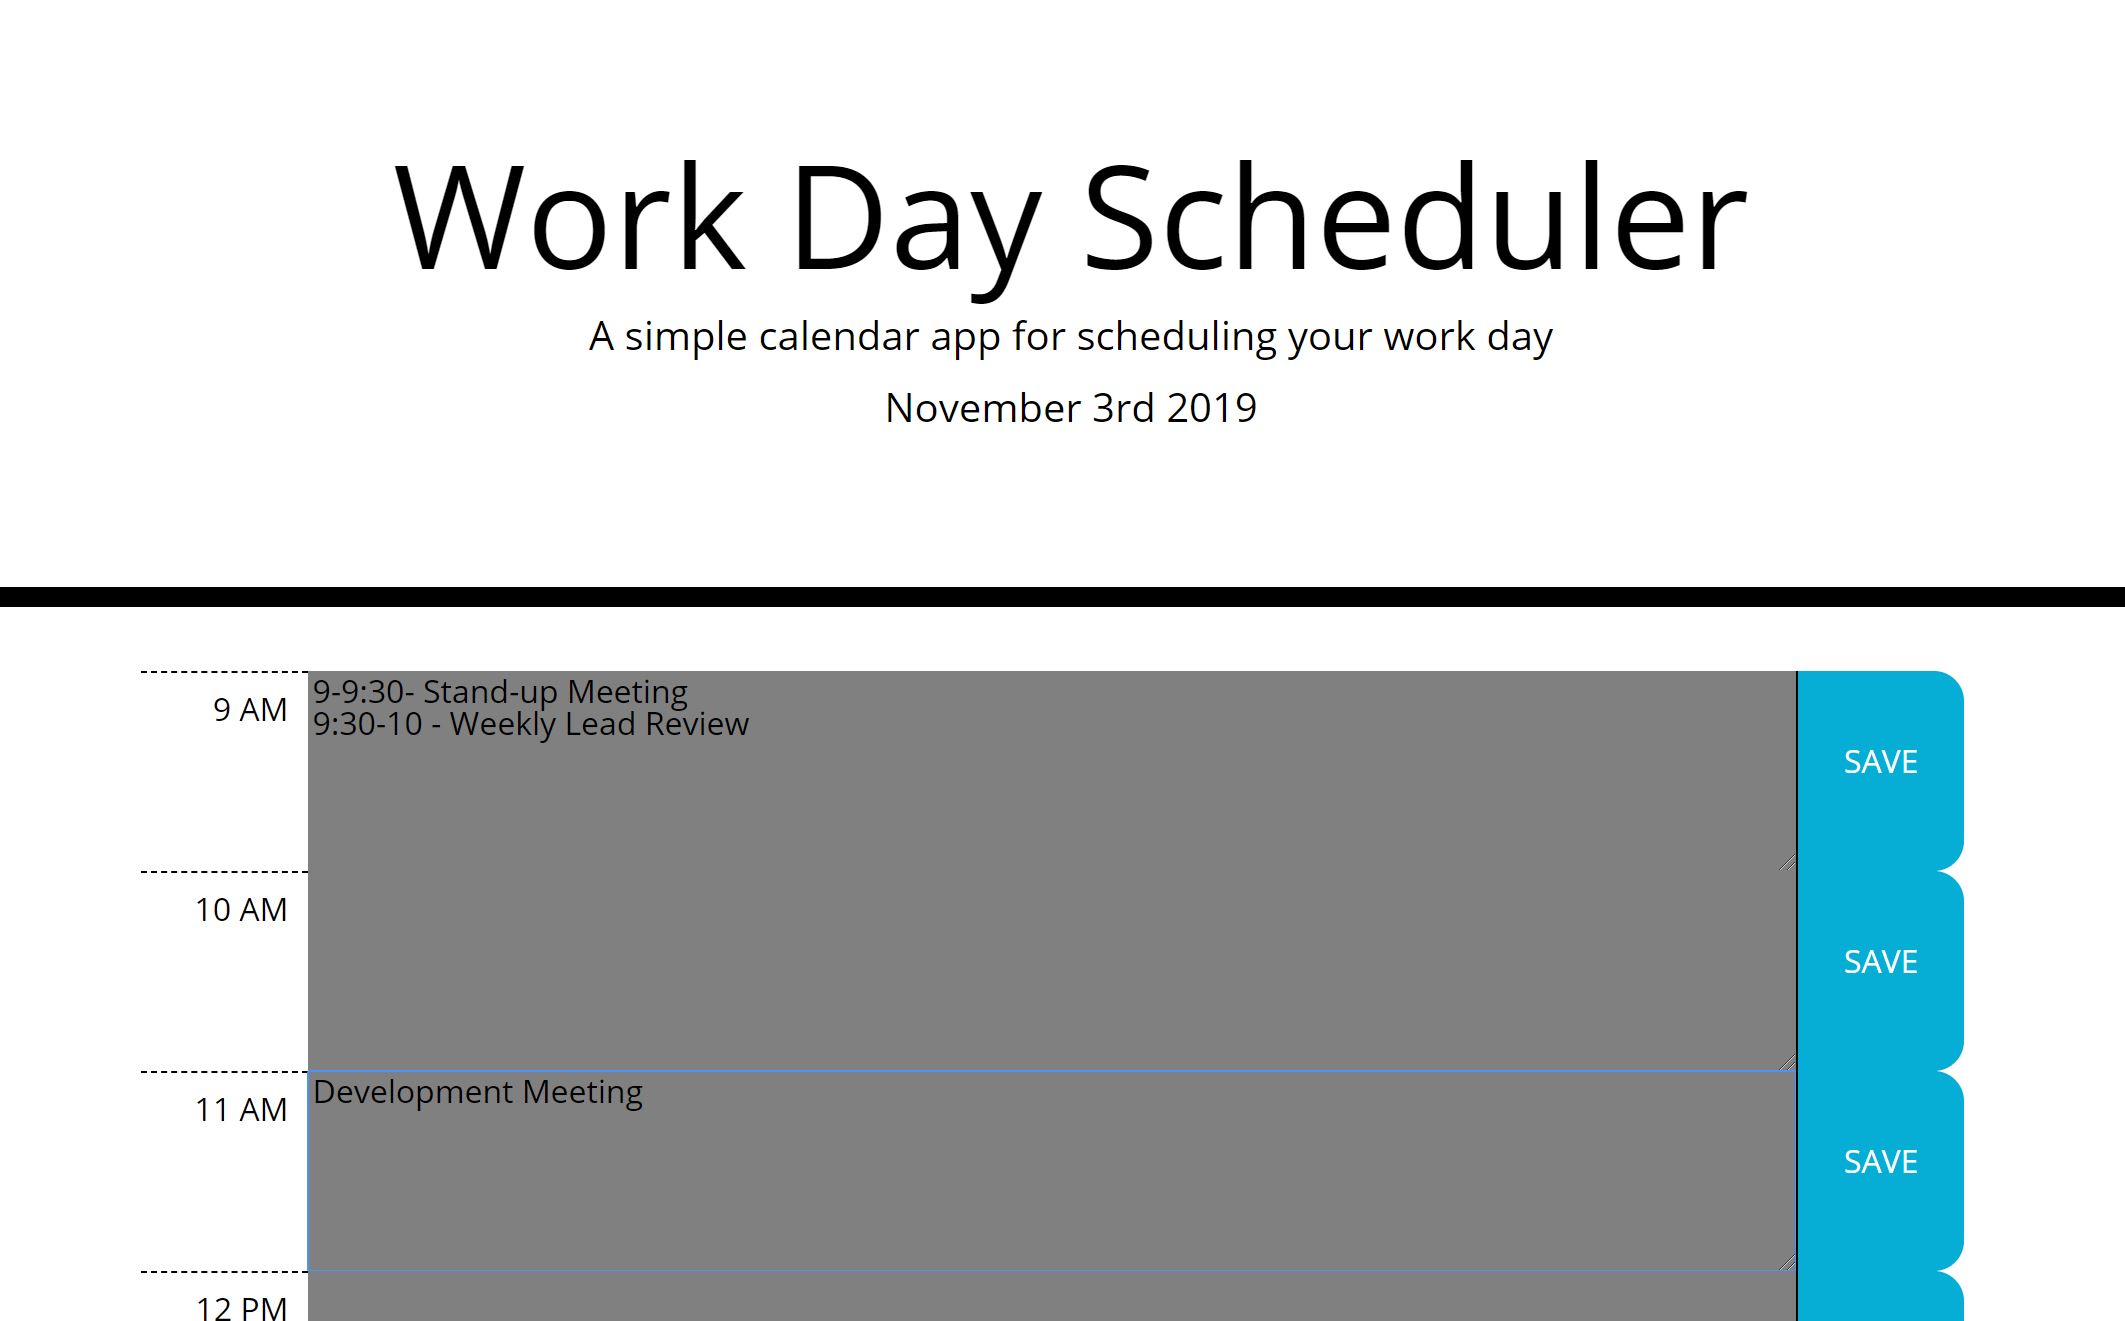 Work Day Scheduler
A simple calendar app for scheduling your work day
November 3rd 2019
9 AM
9-9:30- Stand-up Meeting
9:30-10 - Weekly Lead Review
SAVE
10 AM
SAVE
11 AM
Development Meeting
SAVE
12 PM